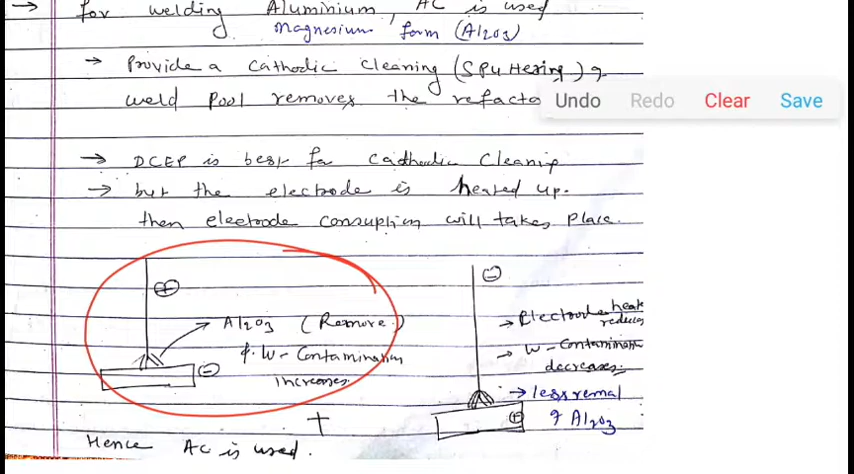 → for welding Aluminium, AC is used
Magnesium form (Al2O3)
→ Provide a Cathodic Cleaning (Sputtering) of
weld pool removes the refacto
Undo Redo Clear Save
→ DCEP is best for Cathodic Cleaning
→ but the electrode is heated up.
then electrode consuption will takes place.
⊕
→ Al2O3 (Remove)
& W- Contamination
increases
⊖
⊖
→ Electrode heat
reduces
→ W- Contamination
decreases
→ less remal
of Al2O3
⊕
+
Hence AC is used.